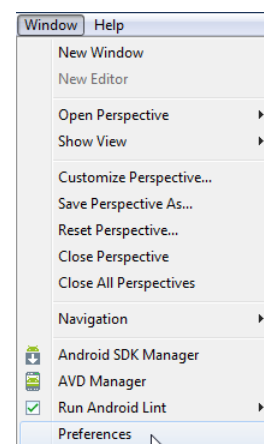 Window Help
New Window
New Editor
Open Perspective
Show View
Customize Perspective...
Save Perspective As...
Reset Perspective...
Close Perspective
Close All Perspectives
Navigation
Android SDK Manager
AVD Manager
Run Android Lint
Preferences